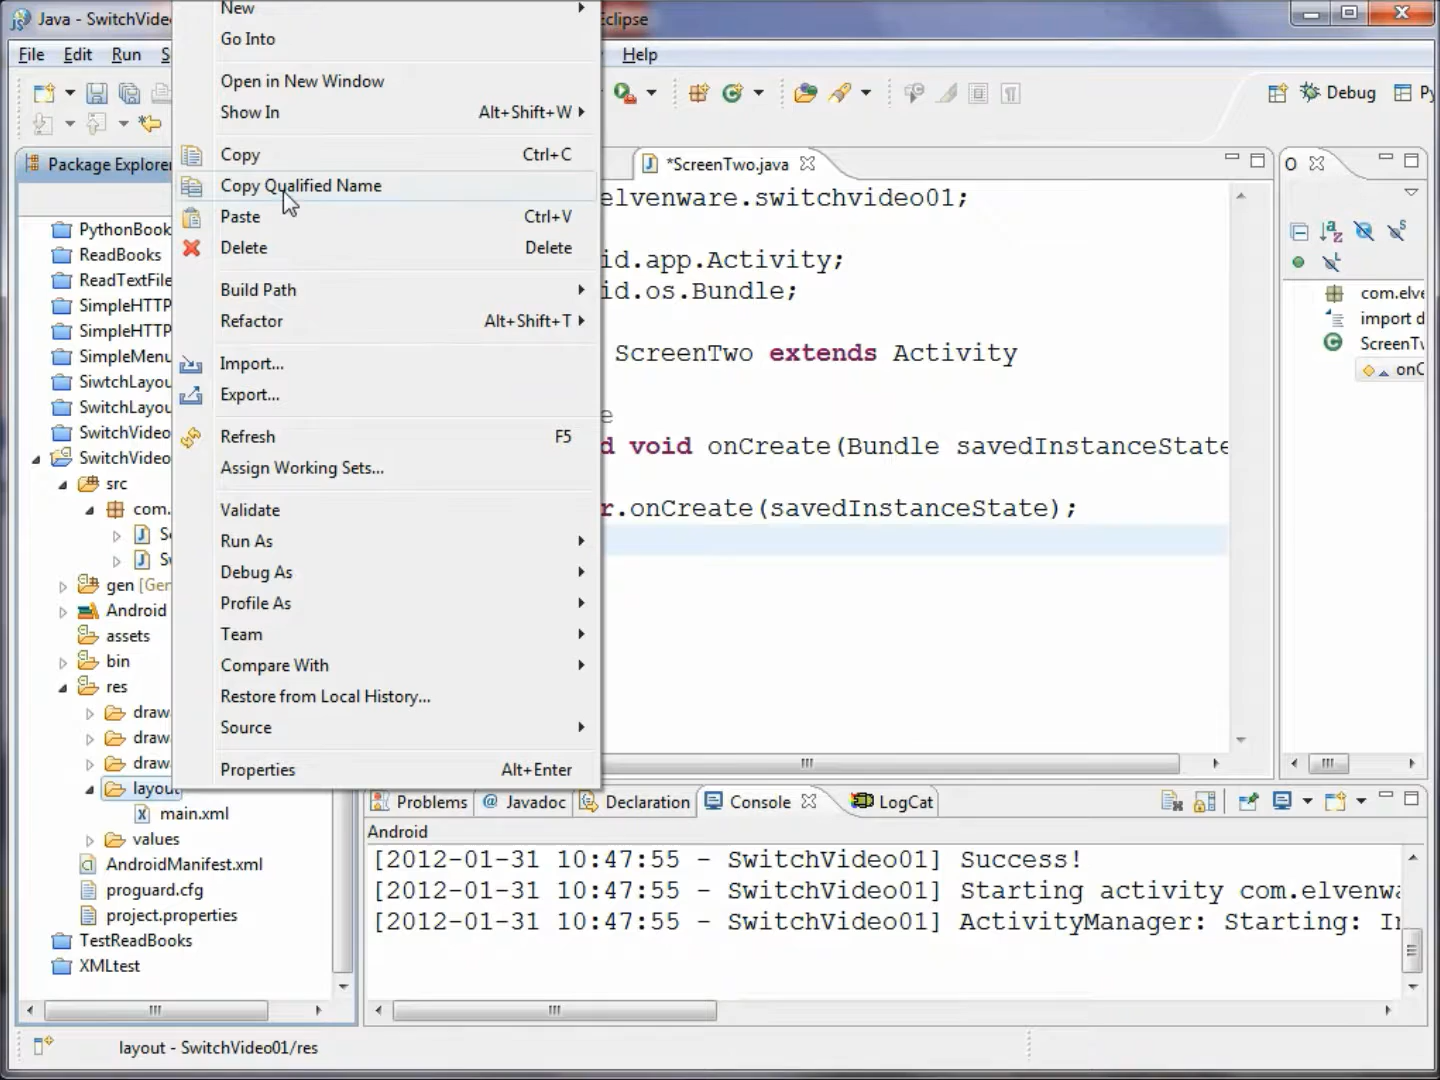 Java - SwitchVide
Eclipse
File Edit Run S
Help
Debug
Py
Package Explorer
*ScreenTwo.java
O
New
Go Into
Open in New Window
Show In Alt+Shift+W
Copy Ctrl+C
Copy Qualified Name
Paste Ctrl+V
Delete Delete
Build Path
Refactor Alt+Shift+T
Import...
Export...
Refresh F5
Assign Working Sets...
Validate
Run As
Debug As
Profile As
Team
Compare With
Restore from Local History...
Source
Properties Alt+Enter
PythonBook
ReadBooks
ReadTextFile
SimpleHTTP
SimpleHTTP
SimpleMenu
SiwtchLayou
SwitchLayou
SwitchVideo
SwitchVideo
src
com.
S
Sv
gen [Gen
Android
assets
bin
res
draw
draw
draw
layout
main.xml
values
AndroidManifest.xml
proguard.cfg
project.properties
TestReadBooks
XMLtest
elvenware.switchvideo01;
id.app.Activity;
id.os.Bundle;
ScreenTwo extends Activity
e
d void onCreate(Bundle savedInstanceState
r.onCreate(savedInstanceState);
com.elve
import d
ScreenTw
onC
Problems @ Javadoc Declaration Console LogCat
Android
[2012-01-31 10:47:55 - SwitchVideo01] Success!
[2012-01-31 10:47:55 - SwitchVideo01] Starting activity com.elvenwa
[2012-01-31 10:47:55 - SwitchVideo01] ActivityManager: Starting: In
layout - SwitchVideo01/res